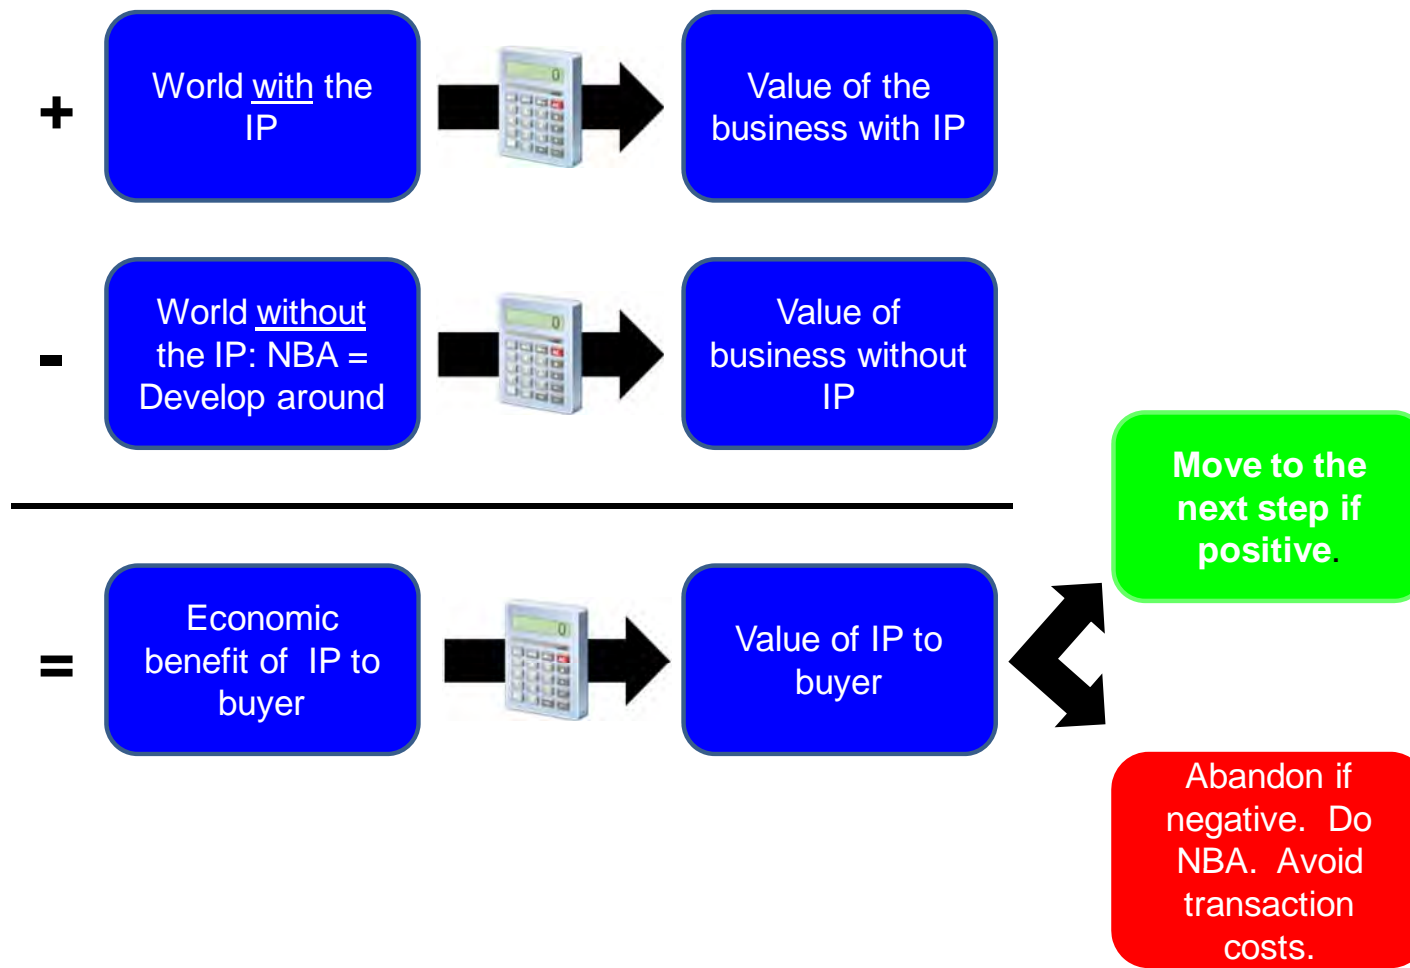 +
World with the
IP
Value of the
business with IP
-
World without
the IP: NBA =
Develop around
Value of
business without
IP
Move to the
next step if
positive.
=
Economic
benefit of IP to
buyer
Value of IP to
buyer
Abandon if
negative. Do
NBA. Avoid
transaction
costs.